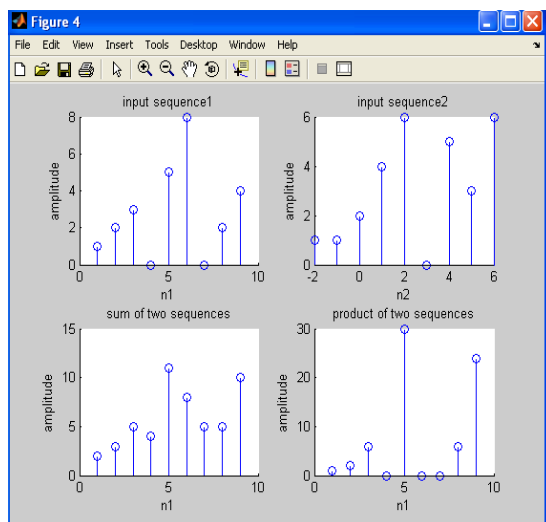 Figure 4
File Edit View Insert Tools Desktop Window Help
input sequence1
8
6
4
2
0
amplitude
0 5 10
n1
input sequence2
6
4
2
0
amplitude
-2 0 2 4 6
n2
sum of two sequences
15
10
5
0
amplitude
0 5 10
n1
product of two sequences
30
20
10
0
amplitude
0 5 10
n1